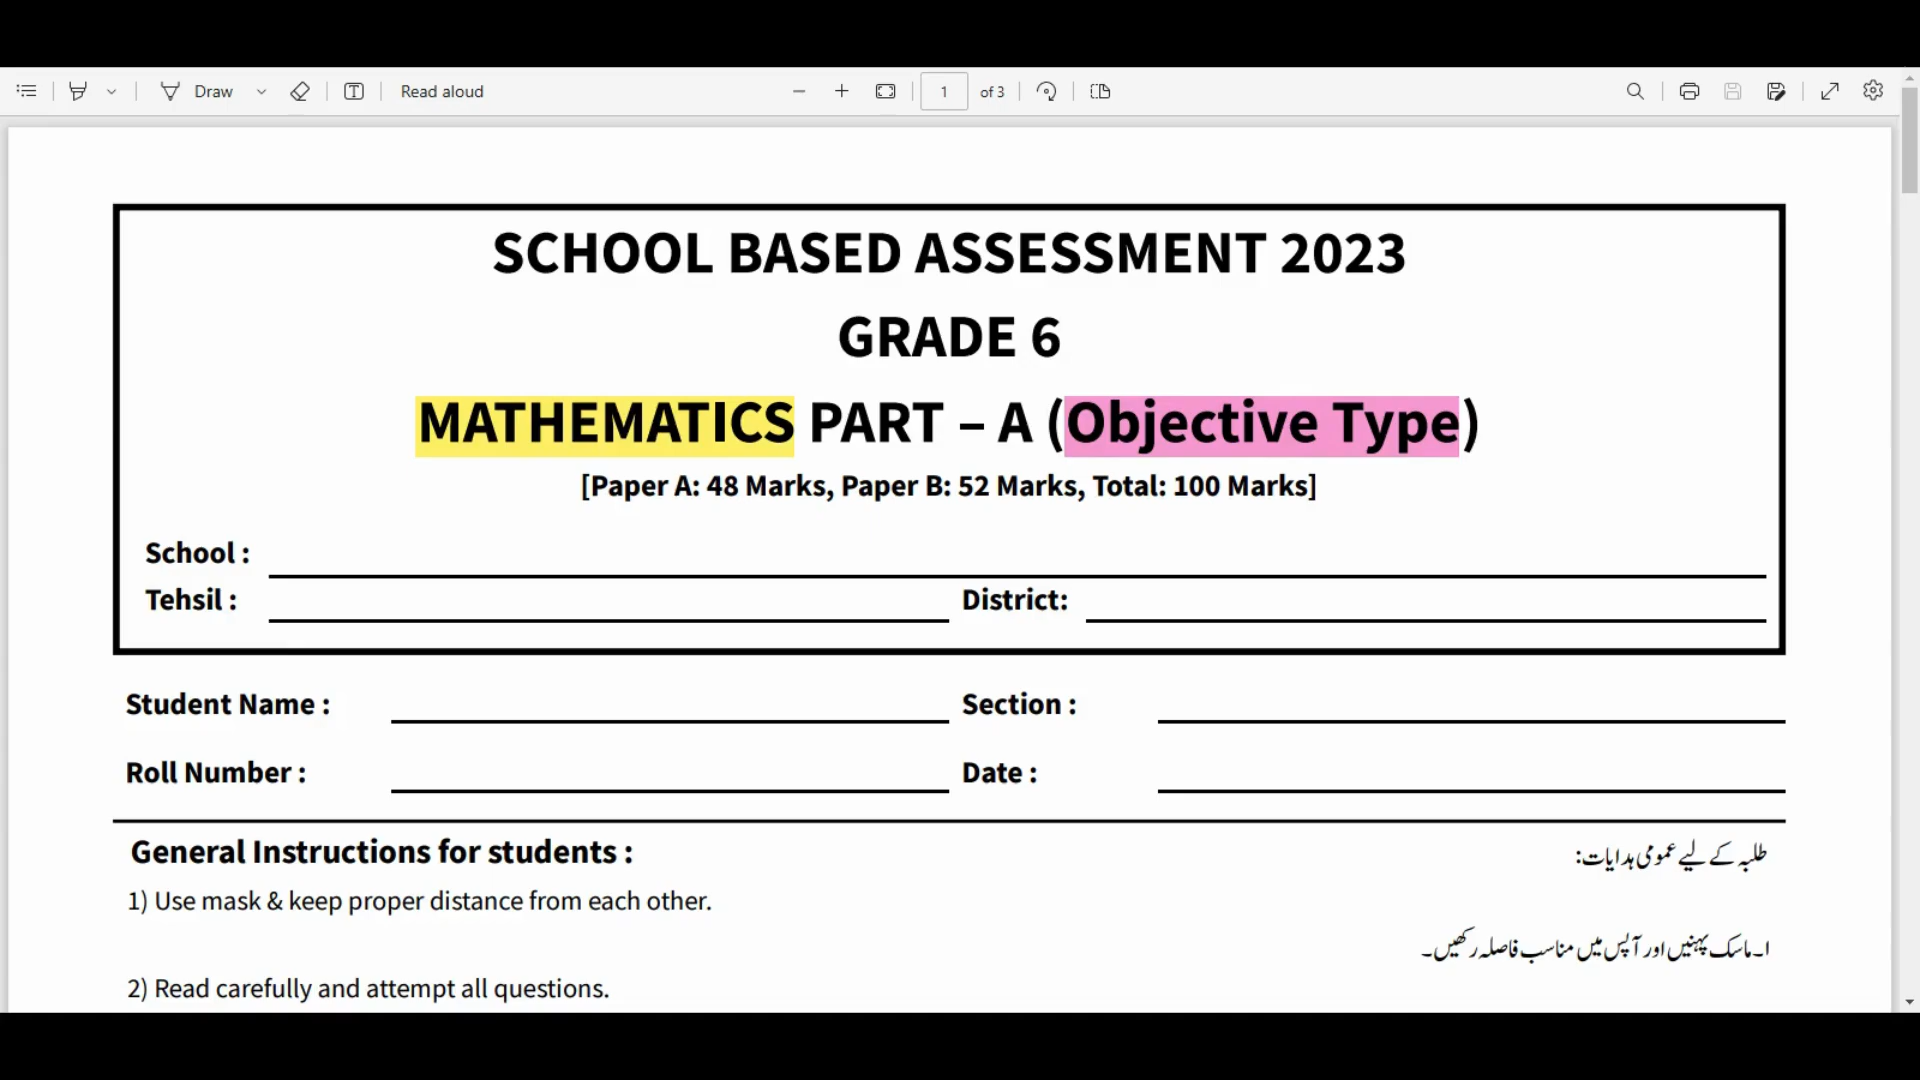 Draw
Read aloud
1 of 3
SCHOOL BASED ASSESSMENT 2023
GRADE 6
MATHEMATICS PART – A (Objective Type)
[Paper A: 48 Marks, Paper B: 52 Marks, Total: 100 Marks]
School :
Tehsil : District:
Student Name : Section :
Roll Number : Date :
General Instructions for students :
طلبہ کے لیے عمومی ہدایات:
1) Use mask & keep proper distance from each other.
۱۔ماسک پہنیں اور آپس میں مناسب فاصلہ رکھیں۔
2) Read carefully and attempt all questions.